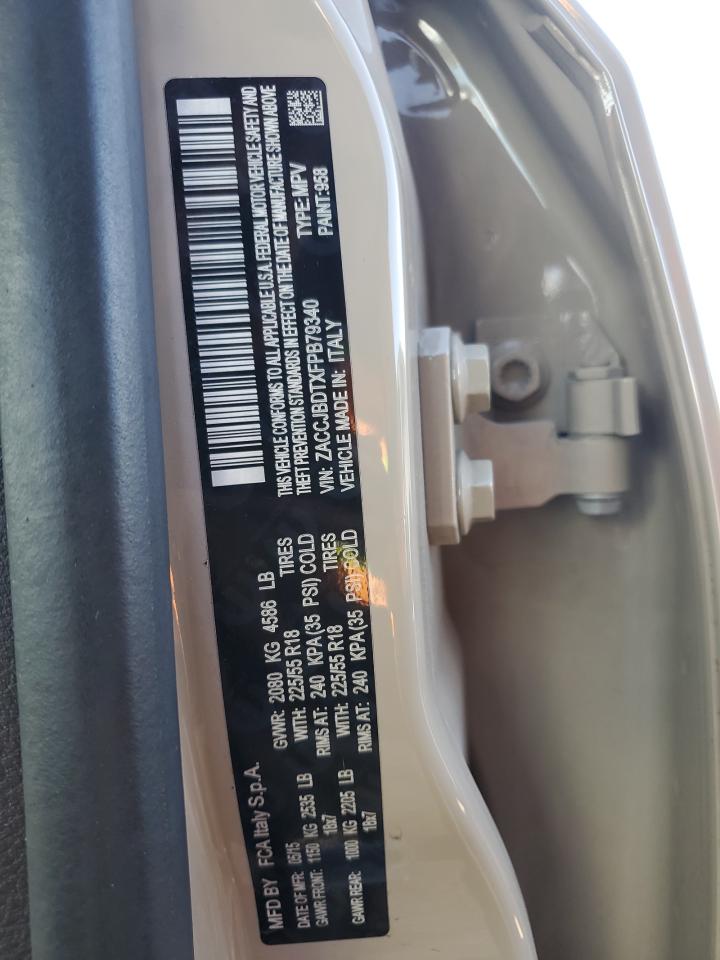 MFD BY FCA Italy S.p.A. GVWR: 2080 KG 4586 LB
DATE OF MFR: 05/15 WITH: 225/55 R18 TIRES
GAWR FRONT: 1150 KG 2535 LB RIMS AT: 240 KPA (35 PSI) COLD
18x7 WITH: 225/55 R18 TIRES
GAWR REAR: 1000 KG 2205 LB RIMS AT: 240 KPA (35 PSI) COLD
18x7
THIS VEHICLE CONFORMS TO ALL APPLICABLE U.S.A. FEDERAL MOTOR VEHICLE SAFETY AND
THEFT PREVENTION STANDARDS IN EFFECT ON THE DATE OF MANUFACTURE SHOWN ABOVE
VIN: ZACCJBDTXFPB79340 TYPE: MPV
VEHICLE MADE IN: ITALY PAINT: 958